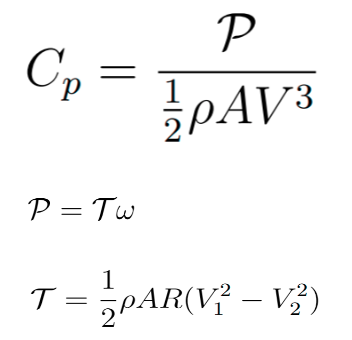 $C_p = \frac{\mathcal{P}}{\frac{1}{2}\rho A V^3}$
$\mathcal{P} = \mathcal{T}\omega$
$\mathcal{T} = \frac{1}{2}\rho A R(V_1^2 - V_2^2)$